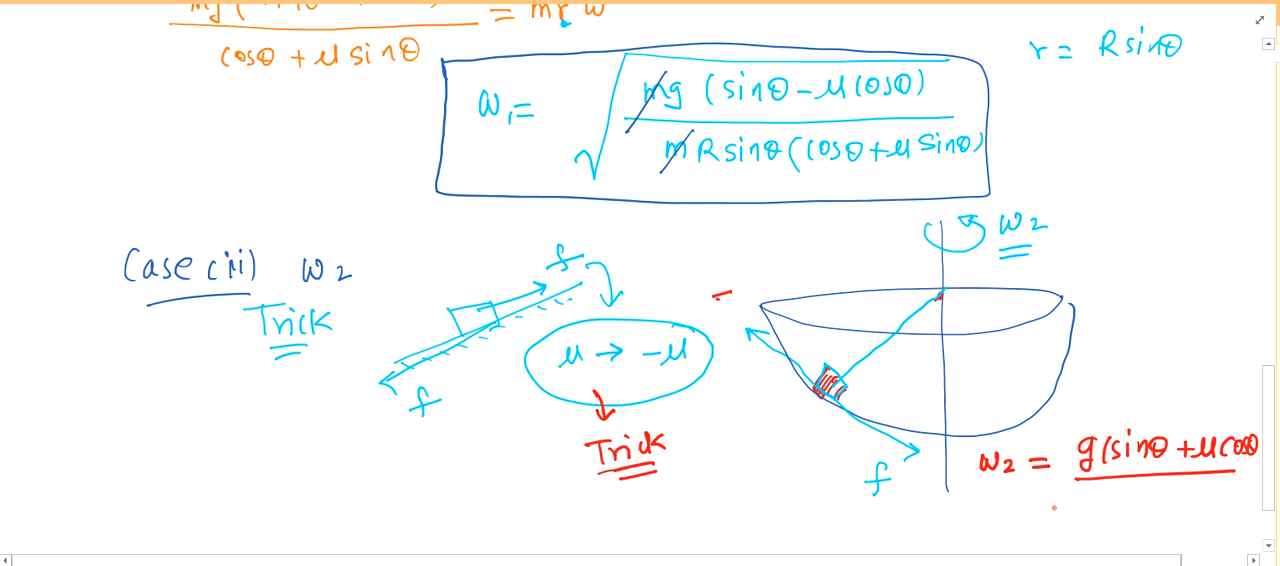 cosθ + μ sinθ
= mr ω
r = R sinθ
ω₁ = √ mg (sinθ - μ cosθ)
m R sinθ (cosθ + μ sinθ)
Case (ii) ω₂
Trick
f
f
μ → -μ
Trick
ω₂
f
ω₂ = g(sinθ + μ cosθ